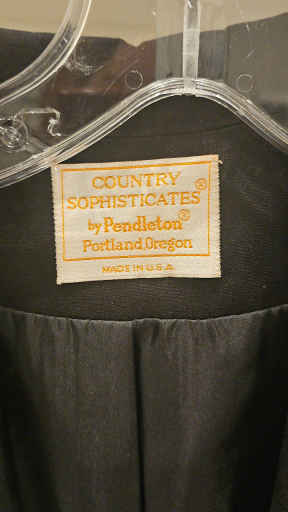 COUNTRY
SOPHISTICATES®
by Pendleton®
Portland, Oregon
MADE IN U.S.A.